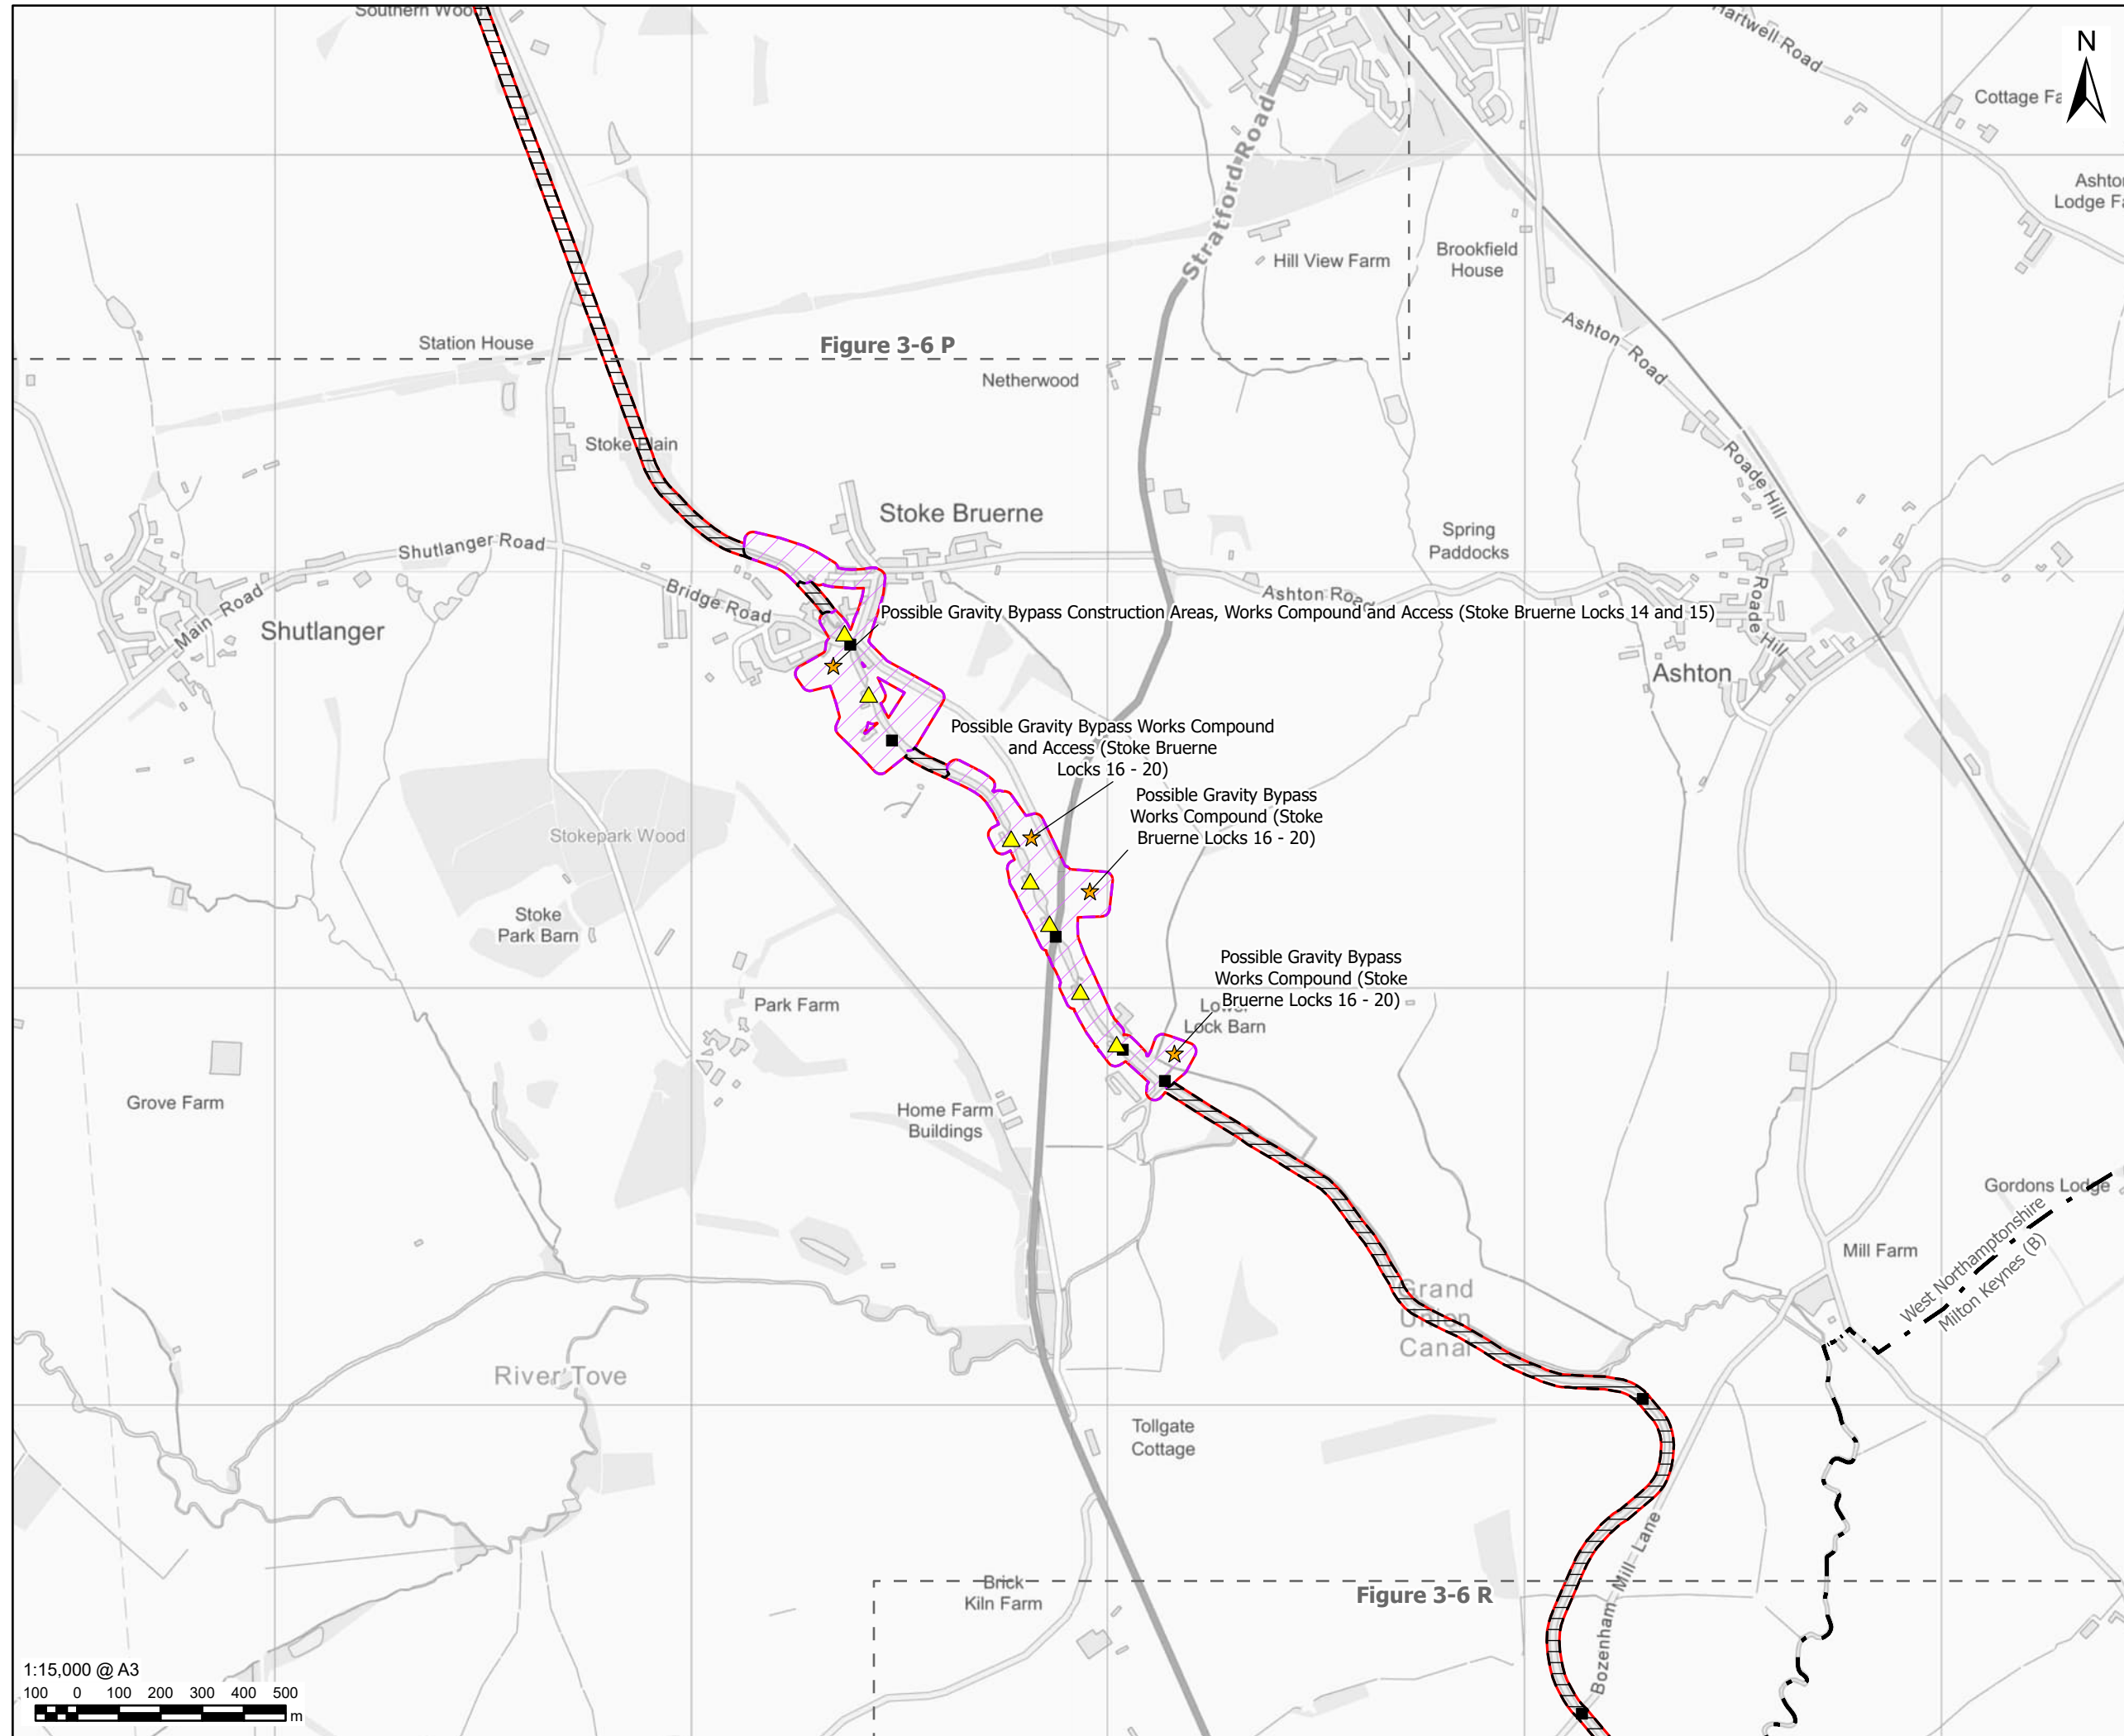 Southern Wood
Hartwell Road
N
Cottage Fa
Ashton
Lodge Fa
Stratford Road
Hill View Farm
Brookfield
House
Station House
Figure 3-6 P
Ashton Road
Netherwood
Stoke Plain
Roade Hill
Stoke Bruerne
Spring
Paddocks
Shutlanger Road
Bridge Road
Ashton Road
Roade Hill
Main Road
Shutlanger
Possible Gravity Bypass Construction Areas, Works Compound and Access (Stoke Bruerne Locks 14 and 15)
Ashton
Possible Gravity Bypass Works Compound
and Access (Stoke Bruerne
Locks 16 - 20)
Possible Gravity Bypass
Works Compound (Stoke
Bruerne Locks 16 - 20)
Stokepark Wood
Stoke
Park Barn
Possible Gravity Bypass
Works Compound (Stoke
Bruerne Locks 16 - 20)
Park Farm
Lower
Lock Barn
Grove Farm
Home Farm
Buildings
Gordons Lodge
West Northamptonshire
Milton Keynes (B)
Mill Farm
Grand
Union
Canal
River Tove
Tollgate
Cottage
Bozenham Mill Lane
Brick
Kiln Farm
Figure 3-6 R
1:15,000 @ A3
100 0 100 200 300 400 500
m